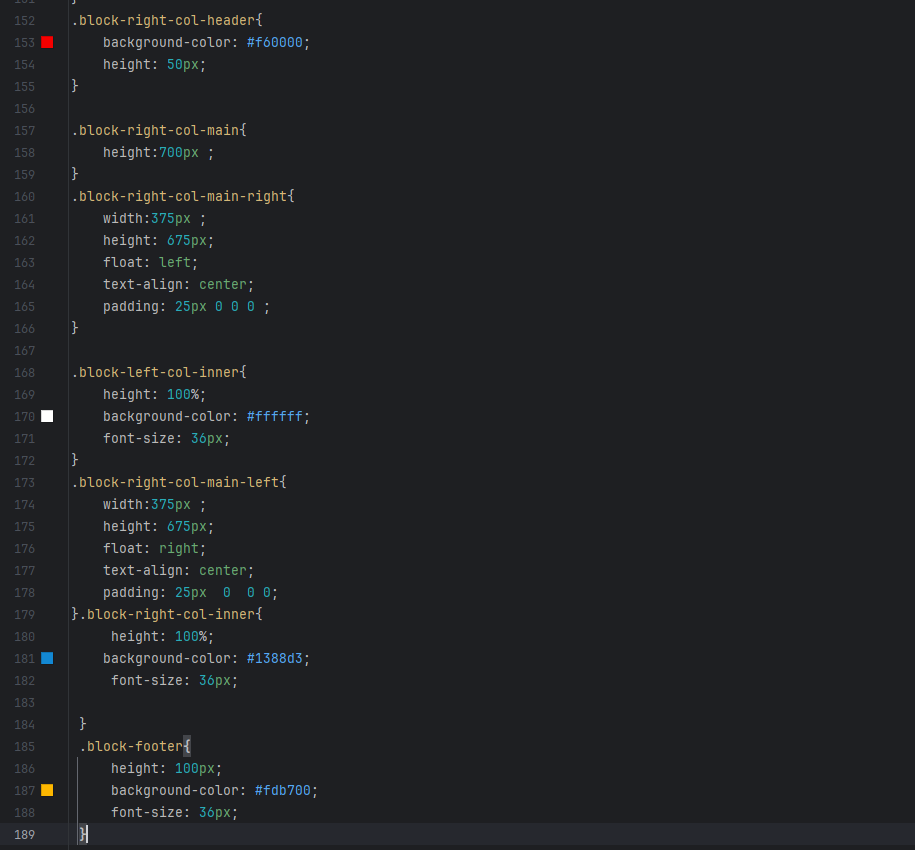 151 }
152 .block-right-col-header{
153     background-color: #f60000;
154     height: 50px;
155 }
156
157 .block-right-col-main{
158     height:700px ;
159 }
160 .block-right-col-main-right{
161     width:375px ;
162     height: 675px;
163     float: left;
164     text-align: center;
165     padding: 25px 0 0 0 ;
166 }
167
168 .block-left-col-inner{
169     height: 100%;
170     background-color: #ffffff;
171     font-size: 36px;
172 }
173 .block-right-col-main-left{
174     width:375px ;
175     height: 675px;
176     float: right;
177     text-align: center;
178     padding: 25px  0  0 0;
179 }.block-right-col-inner{
180      height: 100%;
181     background-color: #1388d3;
182      font-size: 36px;
183
184  }
185  .block-footer{
186      height: 100px;
187      background-color: #fdb700;
188      font-size: 36px;
189  }